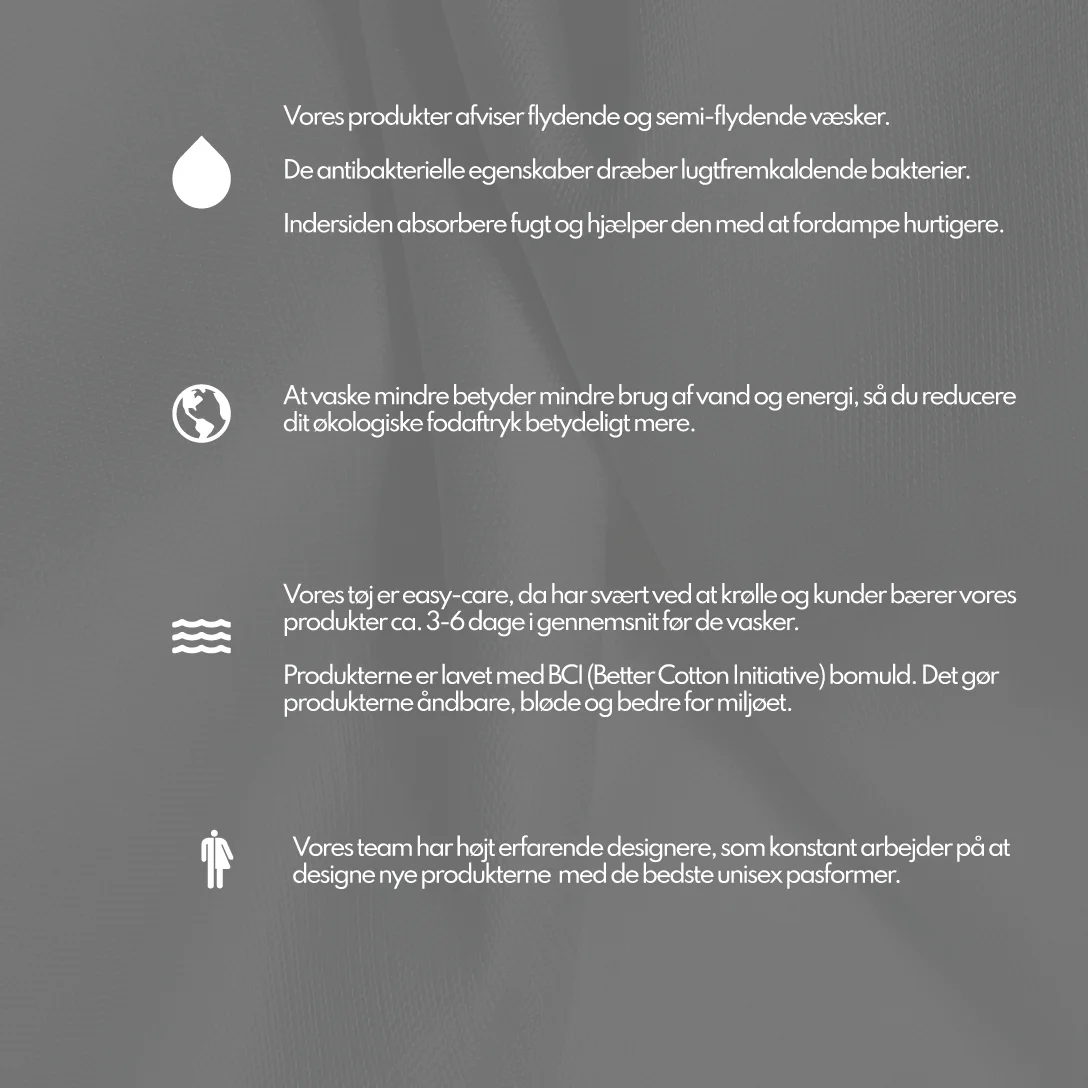 Vores produkter afviser flydende og semi-flydende væsker.
De antibakterielle egenskaber dræber lugtfremkaldende bakterier.
Indersiden absorbere fugt og hjælper den med at fordampe hurtigere.
At vaske mindre betyder mindre brug af vand og energi, så du reducere
dit økologiske fodaftryk betydeligt mere.
Vores tøj er easy-care, da har svært ved at krølle og kunder bærer vores
produkter ca. 3-6 dage i gennemsnit før de vasker.
Produkterne er lavet med BCI (Better Cotton Initiative) bomuld. Det gør
produkterne åndbare, bløde og bedre for miljøet.
Vores team har højt erfarende designere, som konstant arbejder på at
designe nye produkterne  med de bedste unisex pasformer.